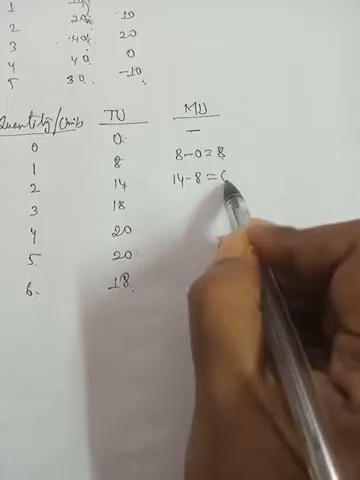 1
2 20 -10
3 40 20
4 40 0
5 30 -10
Quantity/Units TU MU
0 0 —
1 8 8-0=8
2 14 14-8=
3 18
4 20
5. 20
6. 18